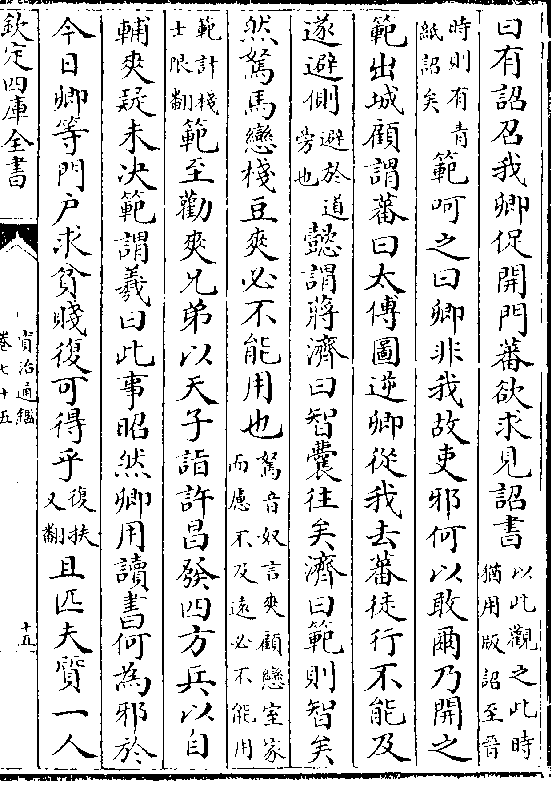 曰有詔召我卿促開門蕃欲求見詔書以此觀之此時猶用版詔至晉
時則有青紙詔矣範呵之曰卿非我故吏邪何以敢爾乃開之
範出城顧謂蕃曰太傅圖逆卿從我去蕃徒行不能及
遂避側避於道旁也懿謂蔣濟曰智囊往矣濟曰範則智矣
然駑馬戀棧豆爽必不能用也駑音奴言爽顧戀室家而慮不及遠必不能用
範計棧士限翻範至勸爽兄弟以天子詣許昌發四方兵以自
輔爽疑未决範謂羲曰此事昭然卿用讀書何為邪於
今日卿等門户求貧賤復可得乎復扶又翻且匹夫質一人
欽定四庫全書
資治通鑑
卷七十五
十五